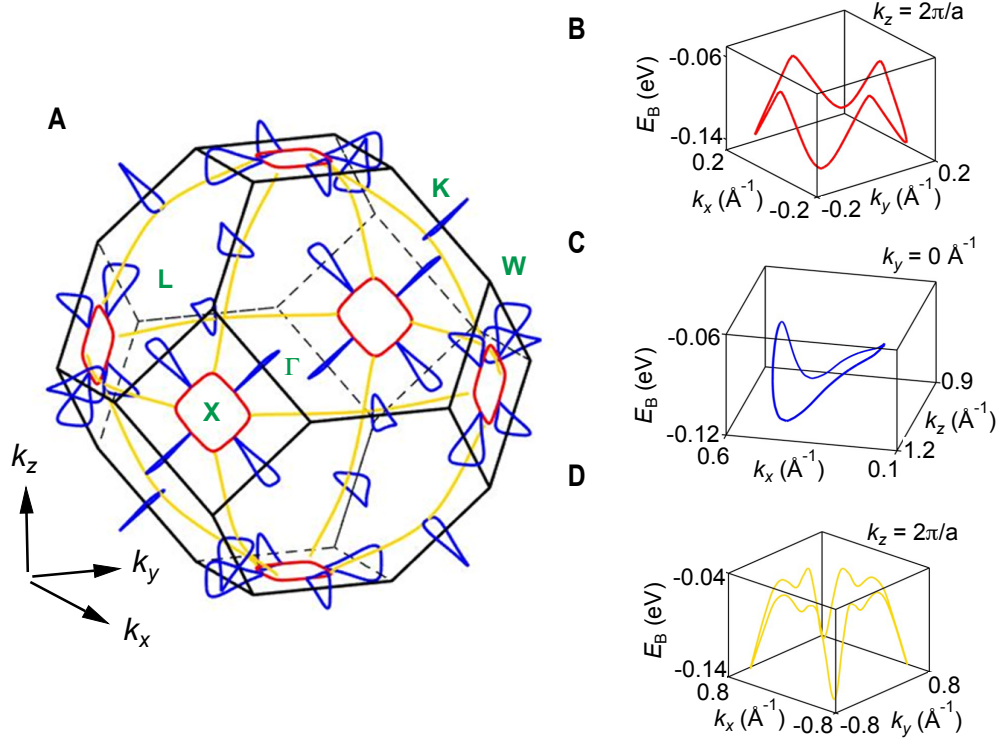 A
K
L
W
Γ
X
k_z
k_y
k_x
B
k_z = 2π/a
-0.06
E_B (eV)
-0.14
0.2
0.2
k_x (Å⁻¹)
-0.2
-0.2
k_y (Å⁻¹)
C
k_y = 0 Å⁻¹
-0.06
E_B (eV)
0.9
k_z (Å⁻¹)
-0.12
0.6
k_x (Å⁻¹)
0.1
1.2
D
k_z = 2π/a
-0.04
E_B (eV)
-0.14
0.8
0.8
k_x (Å⁻¹)
-0.8
-0.8
k_y (Å⁻¹)